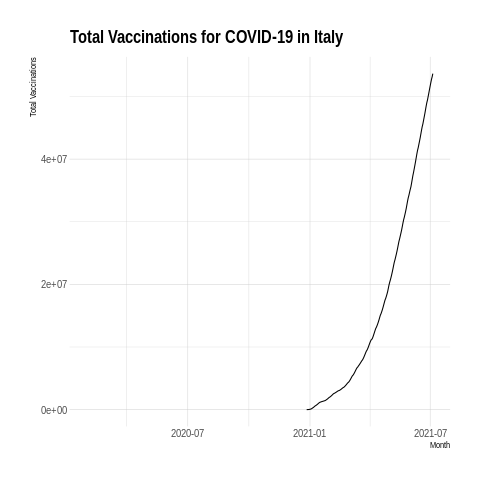 Total Vaccinations for COVID-19 in Italy
Total Vaccinations
4e+07
2e+07
0e+00
2020-07
2021-01
2021-07
Month